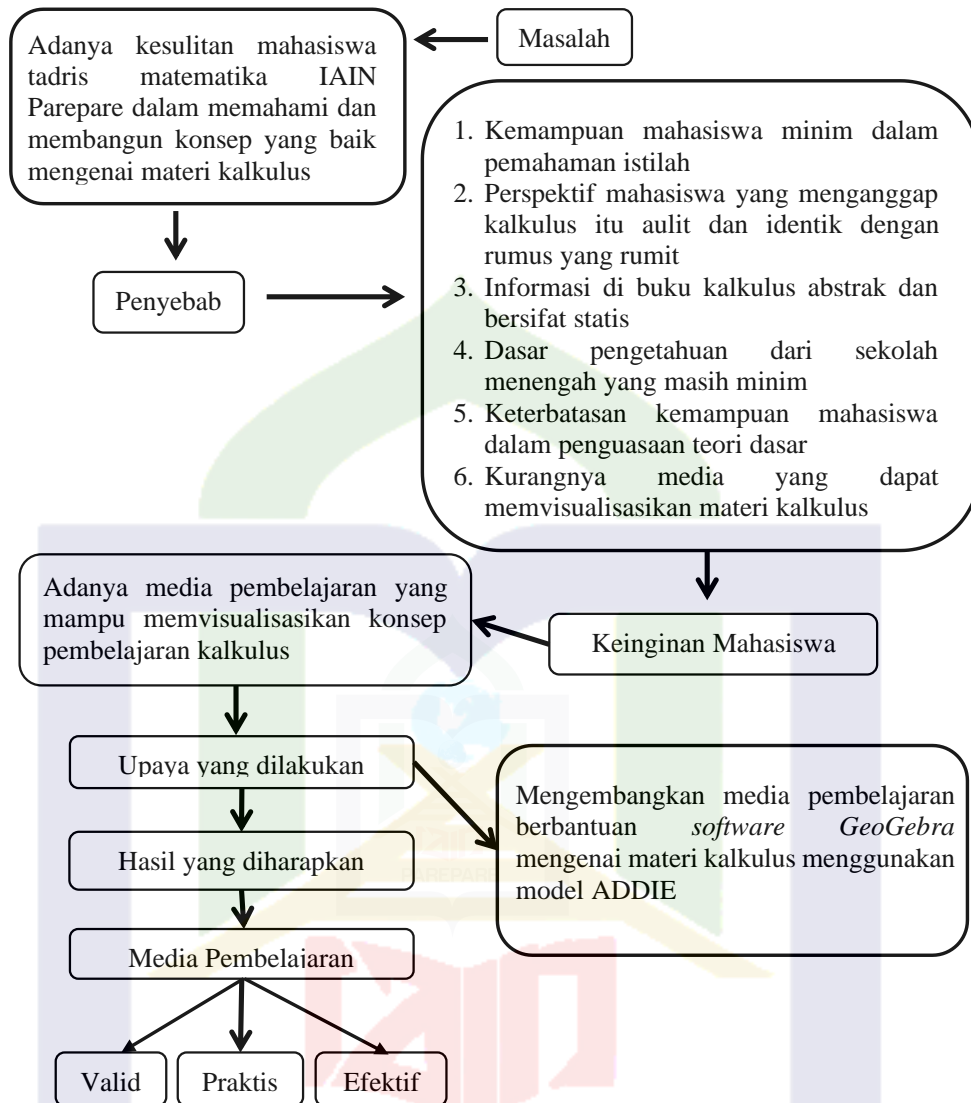 Masalah
Adanya kesulitan mahasiswa
tadris matematika IAIN
Parepare dalam memahami dan
membangun konsep yang baik
mengenai materi kalkulus
Penyebab
1. Kemampuan mahasiswa minim dalam
pemahaman istilah
2. Perspektif mahasiswa yang menganggap
kalkulus itu aulit dan identik dengan
rumus yang rumit
3. Informasi di buku kalkulus abstrak dan
bersifat statis
4. Dasar pengetahuan dari sekolah
menengah yang masih minim
5. Keterbatasan kemampuan mahasiswa
dalam penguasaan teori dasar
6. Kurangnya media yang dapat
memvisualisasikan materi kalkulus
Keinginan Mahasiswa
Adanya media pembelajaran yang
mampu memvisualisasikan konsep
pembelajaran kalkulus
Upaya yang dilakukan
Mengembangkan media pembelajaran
berbantuan software GeoGebra
mengenai materi kalkulus menggunakan
model ADDIE
Hasil yang diharapkan
PAREPARE
Media Pembelajaran
Valid
Praktis
Efektif